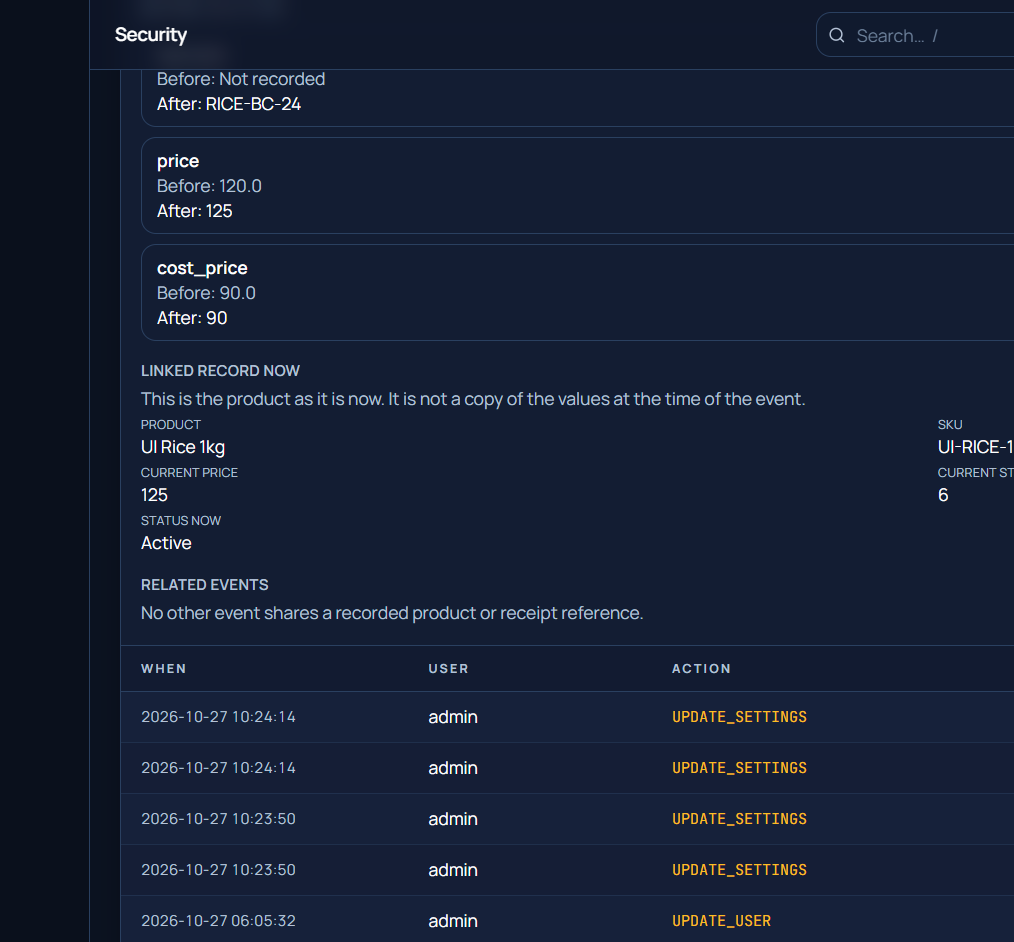 Security
Search... /
Before: Not recorded
After: RICE-BC-24
price
Before: 120.0
After: 125
cost_price
Before: 90.0
After: 90
LINKED RECORD NOW
This is the product as it is now. It is not a copy of the values at the time of the event.
PRODUCT SKU
UI Rice 1kg UI-RICE-1
CURRENT PRICE CURRENT ST
125 6
STATUS NOW
Active
RELATED EVENTS
No other event shares a recorded product or receipt reference.
WHEN USER ACTION
2026-10-27 10:24:14 admin UPDATE_SETTINGS
2026-10-27 10:24:14 admin UPDATE_SETTINGS
2026-10-27 10:23:50 admin UPDATE_SETTINGS
2026-10-27 10:23:50 admin UPDATE_SETTINGS
2026-10-27 06:05:32 admin UPDATE_USER